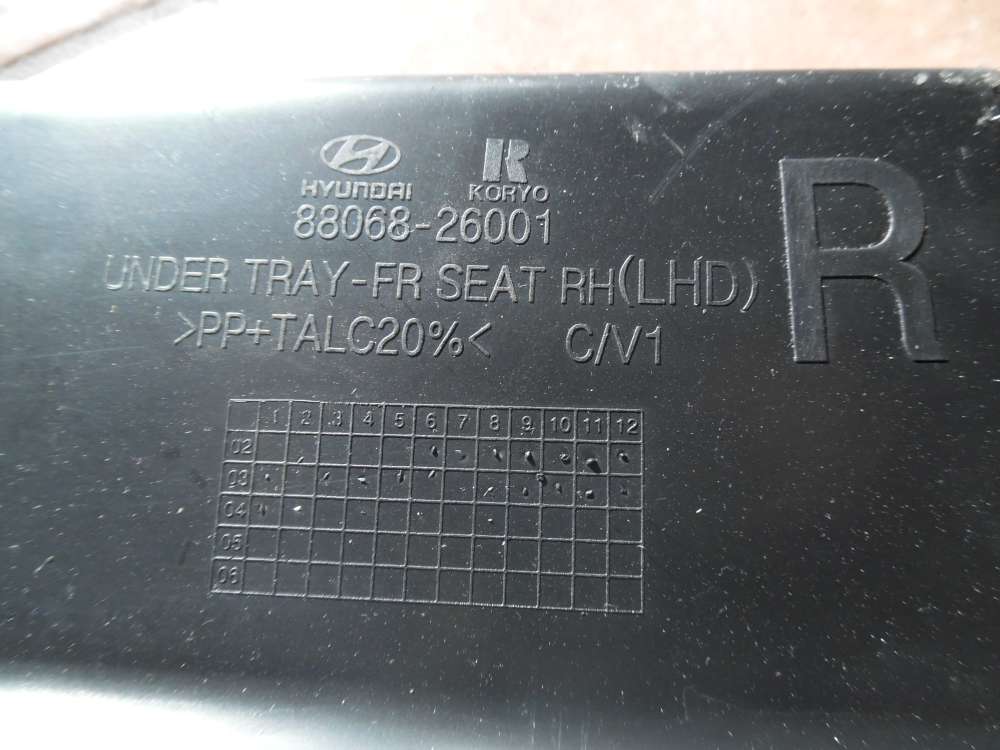 HYUNDAI KORYO
88068-26001
UNDER TRAY-FR SEAT RH(LHD)
>PP+TALC20%< C/V1
R
1 2 3 4 5 6 7 8 9 10 11 12
02
03
04
05
06